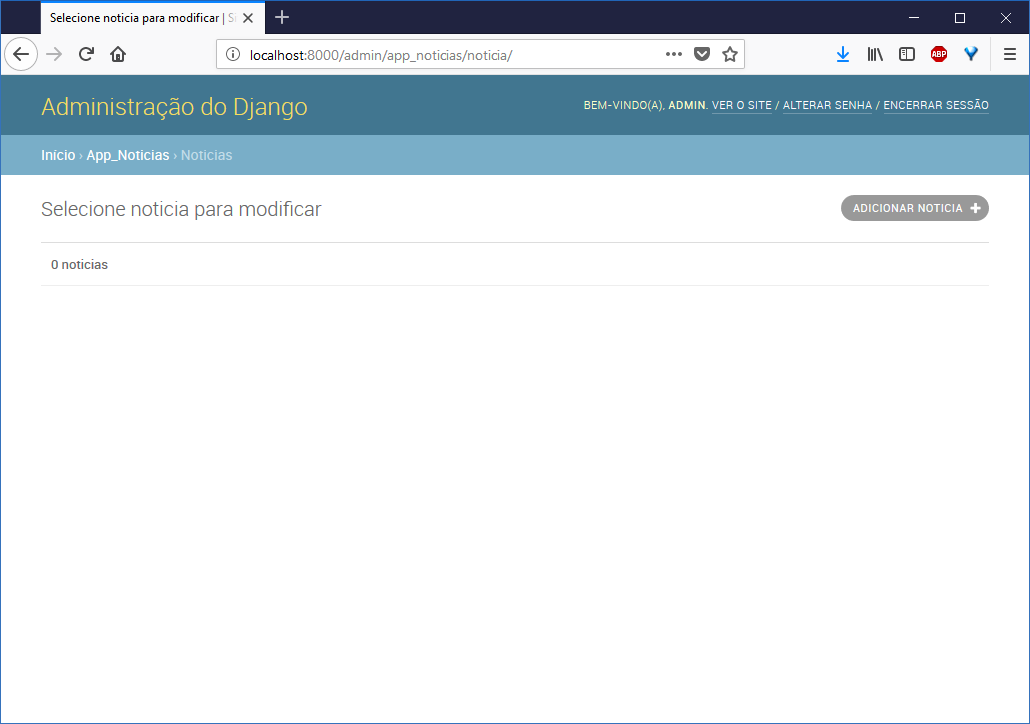 Selecione noticia para modificar | Si
localhost:8000/admin/app_noticias/noticia/
ABP
Administração do Django
BEM-VINDO(A), ADMIN. VER O SITE / ALTERAR SENHA / ENCERRAR SESSÃO
Início › App_Noticias › Noticias
Selecione noticia para modificar
ADICIONAR NOTICIA
0 noticias